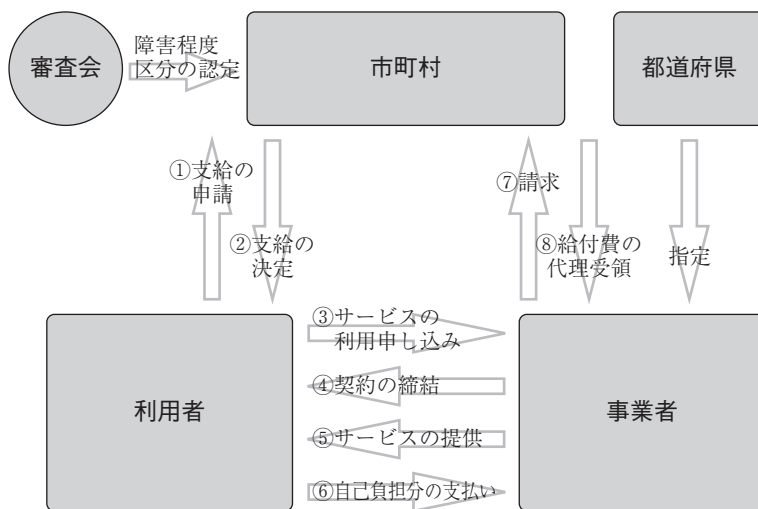 審査会
障害程度
区分の認定
市町村
都道府県
①支給の
申請
②支給の
決定
⑦請求
⑧給付費の
代理受領
指定
利用者
③サービスの
利用申し込み
④契約の締結
⑤サービスの提供
⑥自己負担分の支払い
事業者